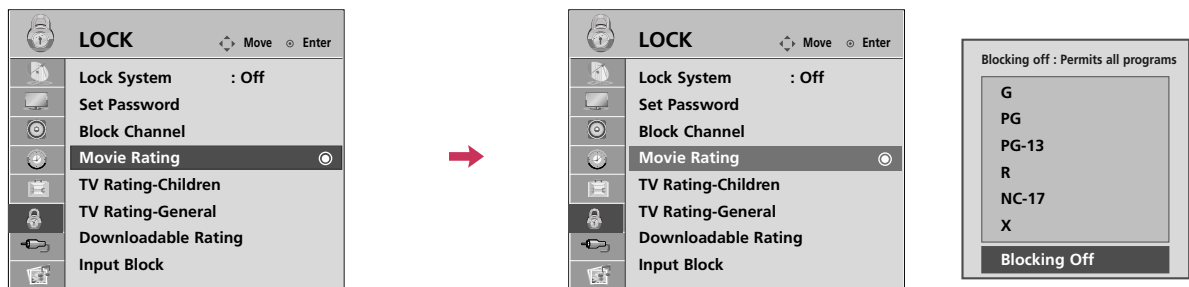 LOCK Move Enter
Lock System : Off
Set Password
Block Channel
Movie Rating
TV Rating-Children
TV Rating-General
Downloadable Rating
Input Block
LOCK Move Enter
Lock System : Off
Set Password
Block Channel
Movie Rating
TV Rating-Children
TV Rating-General
Downloadable Rating
Input Block
Blocking off : Permits all programs
G
PG
PG-13
R
NC-17
X
Blocking Off